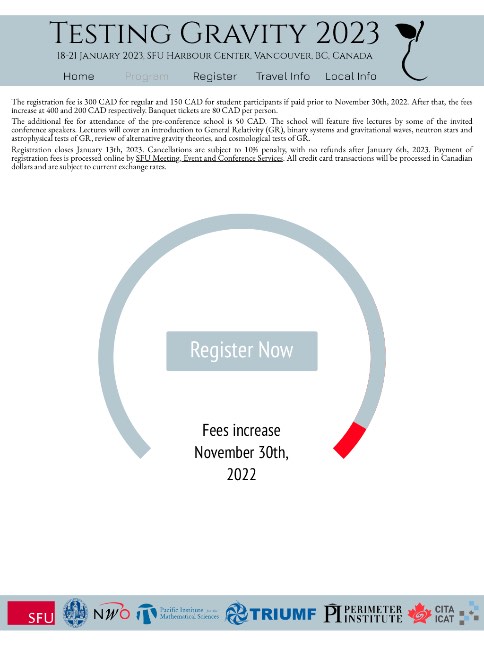 TESTING GRAVITY 2023
18-21 JANUARY 2023, SFU HARBOUR CENTER, VANCOUVER, BC, CANADA
Home Program Register Travel Info Local Info
The registration fee is 300 CAD for regular and 150 CAD for student participants if paid prior to November 30th, 2022. After that, the fees
increase at 400 and 200 CAD respectively. Banquet tickets are 80 CAD per person.
The additional fee for attendance of the pre-conference school is 50 CAD. The school will feature five lectures by some of the invited
conference speakers. Lectures will cover an introduction to General Relativity (GR), binary systems and gravitational waves, neutron stars and
astrophysical tests of GR, review of alternative gravity theories, and cosmological tests of GR.
Registration closes January 13th, 2023. Cancellations are subject to 10% penalty, with no refunds after January 6th, 2023. Payment of
registration fees is processed online by SFU Meeting, Event and Conference Services. All credit card transactions will be processed in Canadian
dollars and are subject to current exchange rates.
Register Now
Fees increase
November 30th,
2022
SFU
NWO
Pacific Institute for the
Mathematical Sciences
TRIUMF
PI PERIMETER
INSTITUTE
CITA
ICAT